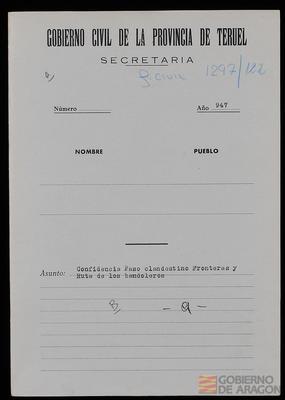 GOBIERNO CIVIL DE LA PROVINCIA DE TERUEL
SECRETARIA
B)
1297/122
Número
Año 947
NOMBRE PUEBLO
Asunto: Confidencia Paso clandestino Fronteras y
Ruta de los bandoleros
B) - 9 -
GOBIERNO
DE ARAGON